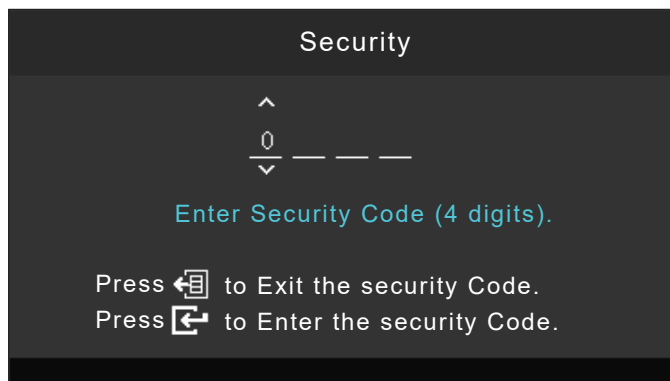 Security
0
Enter Security Code (4 digits).
Press to Exit the security Code.
Press to Enter the security Code.